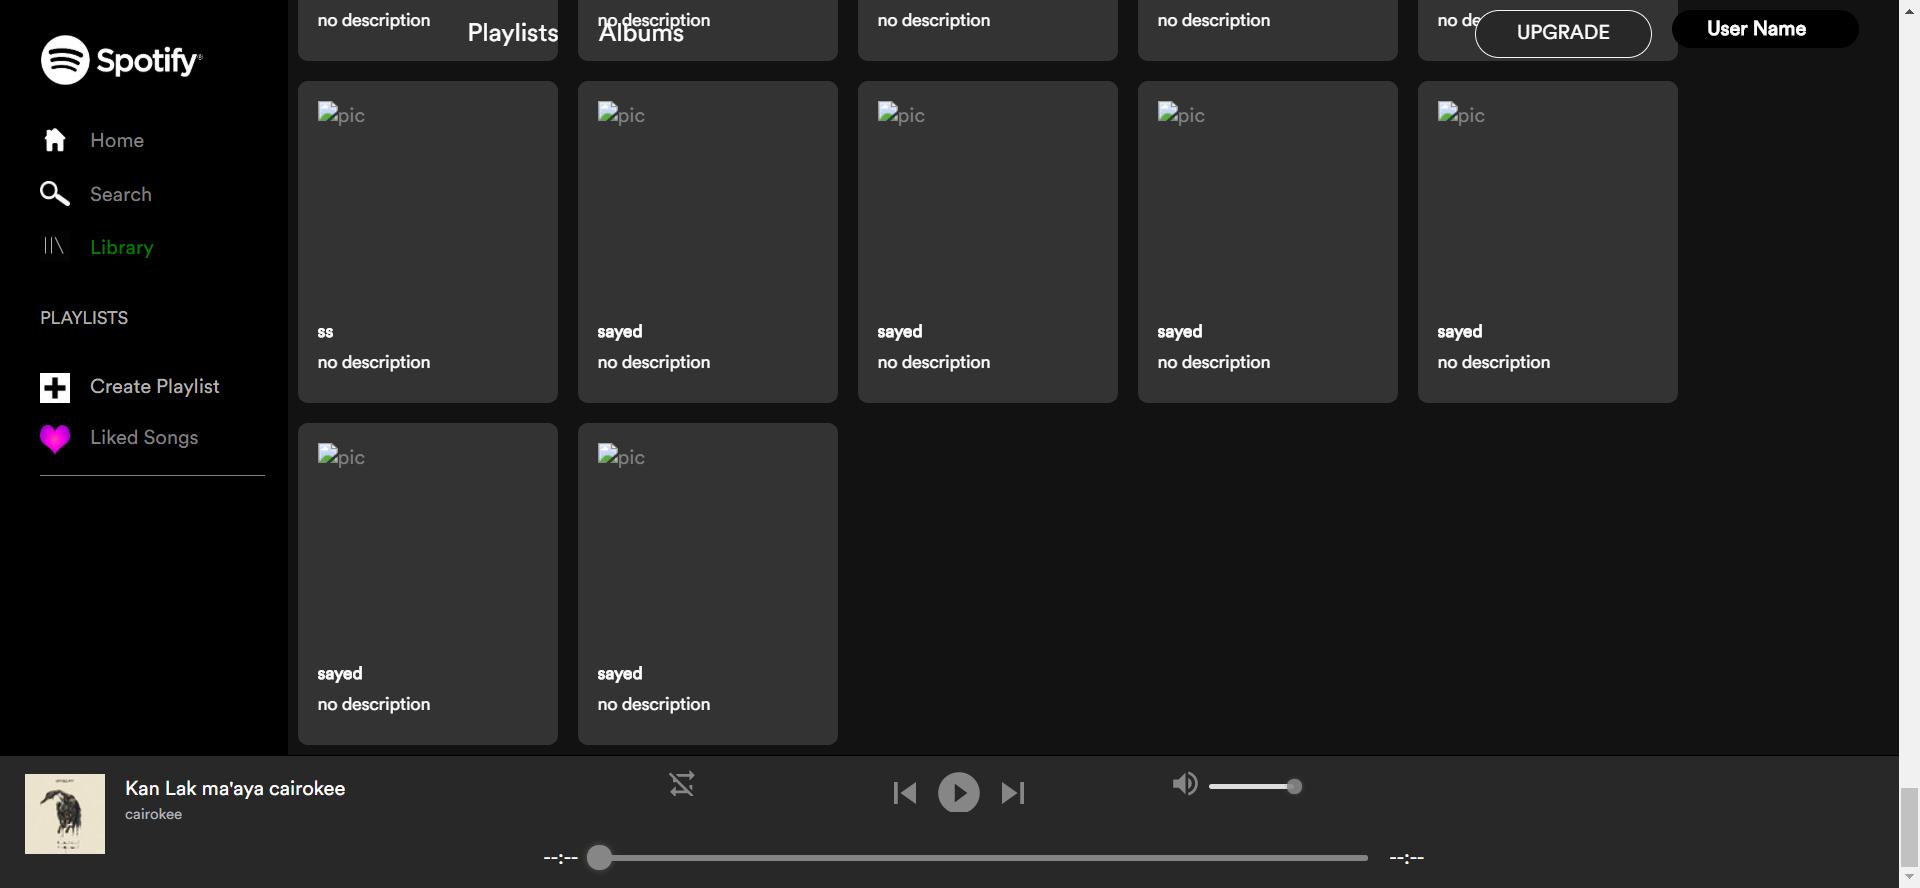 Spotify®
Home
Search
Library
PLAYLISTS
Create Playlist
Liked Songs
no description
no description
no description
no description
no de
Playlists
Albums
UPGRADE
User Name
pic
pic
pic
pic
pic
ss
sayed
sayed
sayed
sayed
no description
no description
no description
no description
no description
pic
pic
sayed
sayed
no description
no description
Kan Lak ma'aya cairokee
cairokee
--:--
--:--